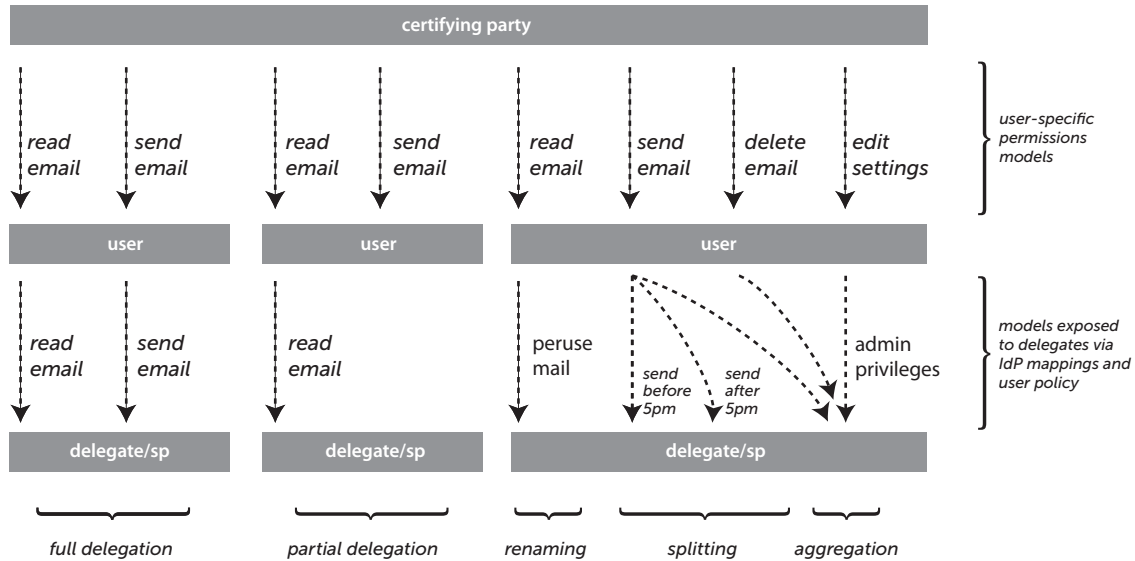 certifying party
read
email
send
email
read
email
send
email
read
email
send
email
delete
email
edit
settings
user-specific
permissions
models
user
user
user
read
email
send
email
read
email
peruse
mail
send
before
5pm
send
after
5pm
admin
privileges
models exposed
to delegates via
IdP mappings and
user policy
delegate/sp
delegate/sp
delegate/sp
full delegation
partial delegation
renaming
splitting
aggregation